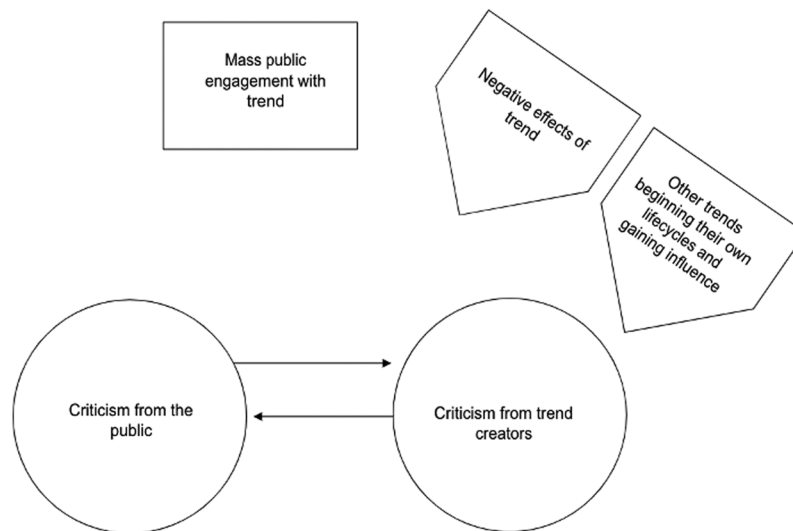 Mass public
engagement with
trend
Negative effects of
trend
Other trends
beginning their own
lifecycles and
gaining influence
Criticism from the
public
Criticism from trend
creators